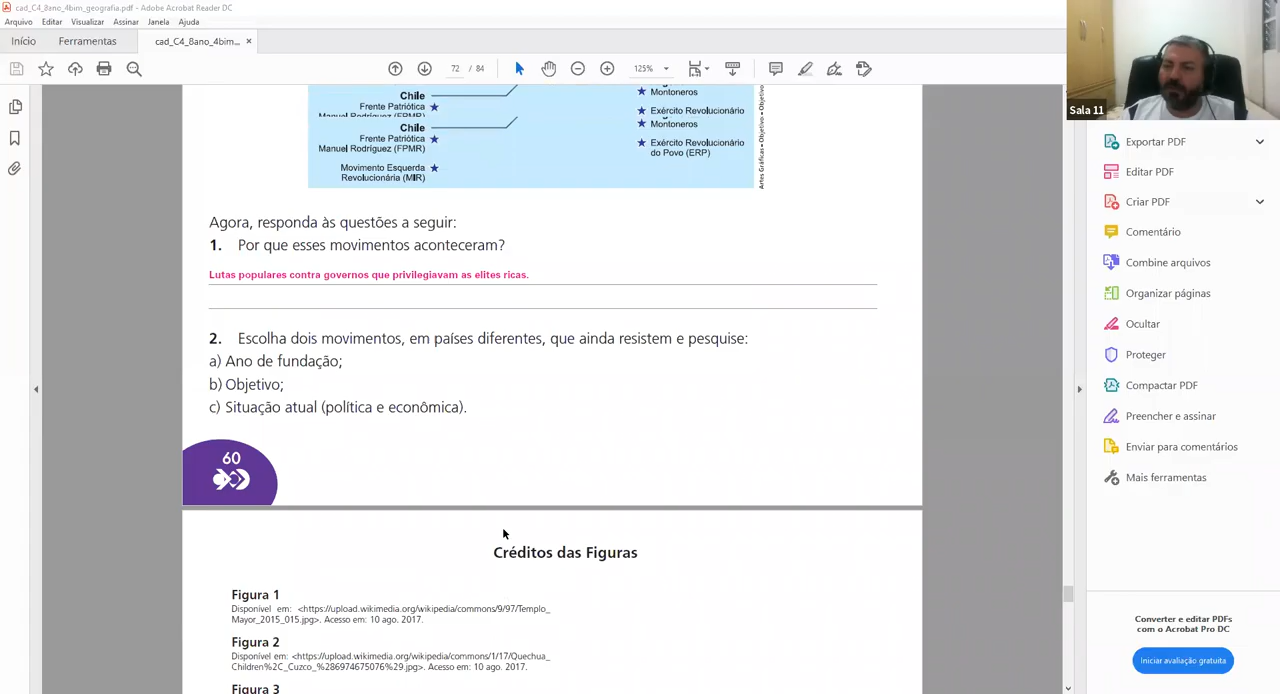 cad_C4_8ano_4bim_geografia.pdf - Adobe Acrobat Reader DC
Arquivo Editar Visualizar Assinar Janela Ajuda
Início Ferramentas cad_C4_8ano_4bim... ×
72 / 84 125%
Sala 11
Chile
Frente Patriótica
Manuel Rodríguez (FPMR)
Chile
Frente Patriótica
Manuel Rodríguez (FPMR)
Movimento Esquerda
Revolucionária (MIR)
Montoneros
Exército Revolucionário
Montoneros
Exército Revolucionário
do Povo (ERP)
Artes Gráficas • Objetivo • Objetivo
Agora, responda às questões a seguir:
1. Por que esses movimentos aconteceram?
Lutas populares contra governos que privilegiavam as elites ricas.
2. Escolha dois movimentos, em países diferentes, que ainda resistem e pesquise:
a) Ano de fundação;
b) Objetivo;
c) Situação atual (política e econômica).
60
Créditos das Figuras
Figura 1
Disponível em: <https://upload.wikimedia.org/wikipedia/commons/9/97/Templo_
Mayor_2015_015.jpg>. Acesso em: 10 ago. 2017.
Figura 2
Disponível em: <https://upload.wikimedia.org/wikipedia/commons/1/17/Quechua_
Children%2C_Cuzco_%286974675076%29.jpg>. Acesso em: 10 ago. 2017.
Figura 3
Exportar PDF
Editar PDF
Criar PDF
Comentário
Combine arquivos
Organizar páginas
Ocultar
Proteger
Compactar PDF
Preencher e assinar
Enviar para comentários
Mais ferramentas
Converter e editar PDFs
com o Acrobat Pro DC
Iniciar avaliação gratuita